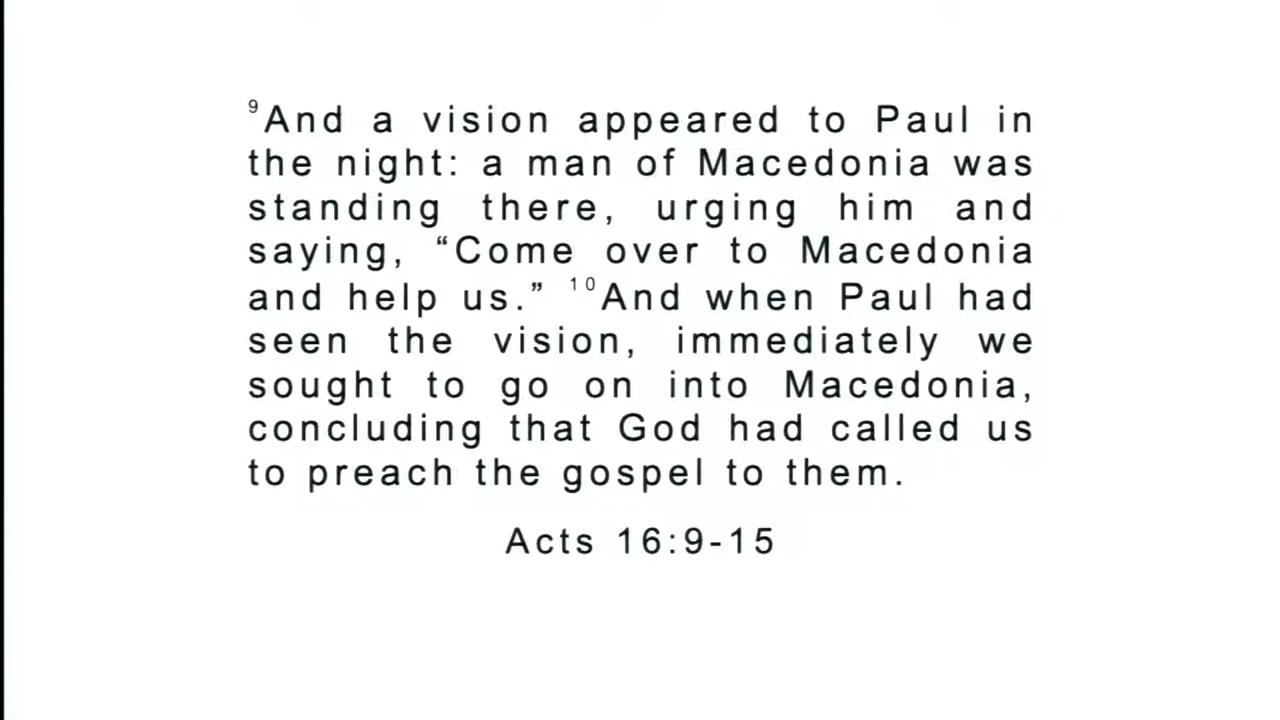 ⁹And a vision appeared to Paul in
the night: a man of Macedonia was
standing there, urging him and
saying, “Come over to Macedonia
and help us.” ¹⁰And when Paul had
seen the vision, immediately we
sought to go on into Macedonia,
concluding that God had called us
to preach the gospel to them.
Acts 16:9-15